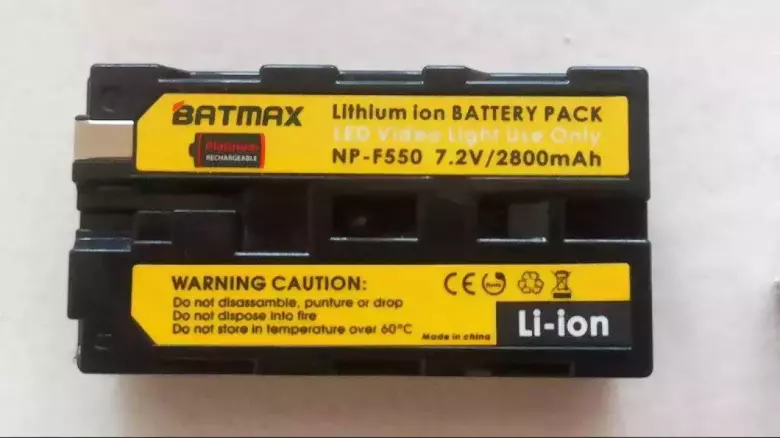 BATMAX
Platinum
RECHARGEABLE
Lithium ion BATTERY PACK
LED Video Light Use Only
NP-F550 7.2V/2800mAh
WARNING CAUTION:
Do not disassamble, punture or drop
Do not dispose into fire
Do not store in temperature over 60°C
Made in china
CE
RoHS
Li-ion